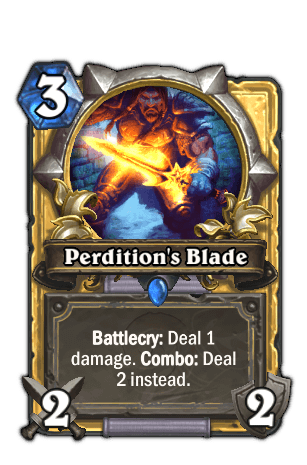 3
Perdition's Blade
Battlecry: Deal 1
damage. Combo: Deal
2 instead.
2
2